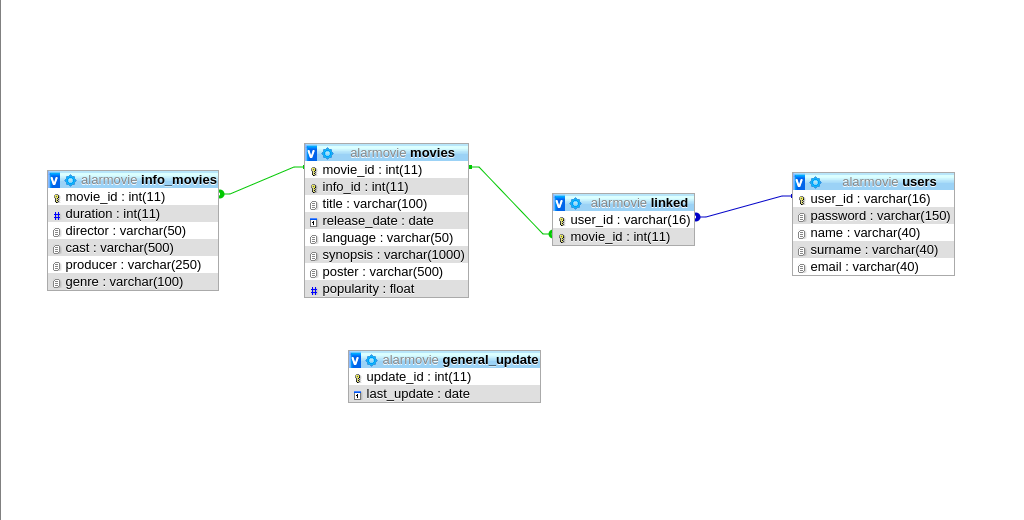 alarmovie info_movies
movie_id : int(11)
duration : int(11)
director : varchar(50)
cast : varchar(500)
producer : varchar(250)
genre : varchar(100)
alarmovie movies
movie_id : int(11)
info_id : int(11)
title : varchar(100)
release_date : date
language : varchar(50)
synopsis : varchar(1000)
poster : varchar(500)
popularity : float
alarmovie linked
user_id : varchar(16)
movie_id : int(11)
alarmovie users
user_id : varchar(16)
password : varchar(150)
name : varchar(40)
surname : varchar(40)
email : varchar(40)
alarmovie general_update
update_id : int(11)
last_update : date